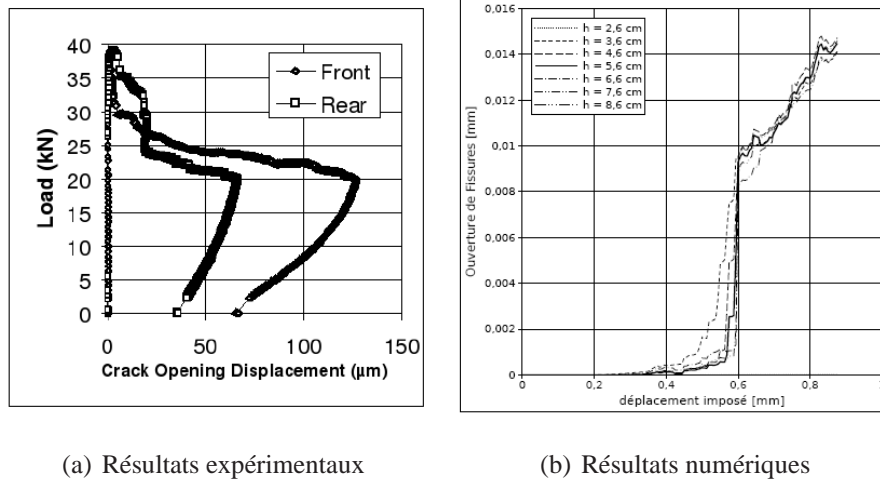 40
35
30
25
20
15
10
5
0
Load (kN)
Front
Rear
0 50 100 150
Crack Opening Displacement (µm)
0,016
0,014
0,012
0,01
0,008
0,006
0,004
0,002
0
Ouverture de Fissures [mm]
h = 2,6 cm
h = 3,6 cm
h = 4,6 cm
h = 5,6 cm
h = 6,6 cm
h = 7,6 cm
h = 8,6 cm
0 0,2 0,4 0,6 0,8 1
déplacement imposé [mm]
(a) Résultats expérimentaux
(b) Résultats numériques